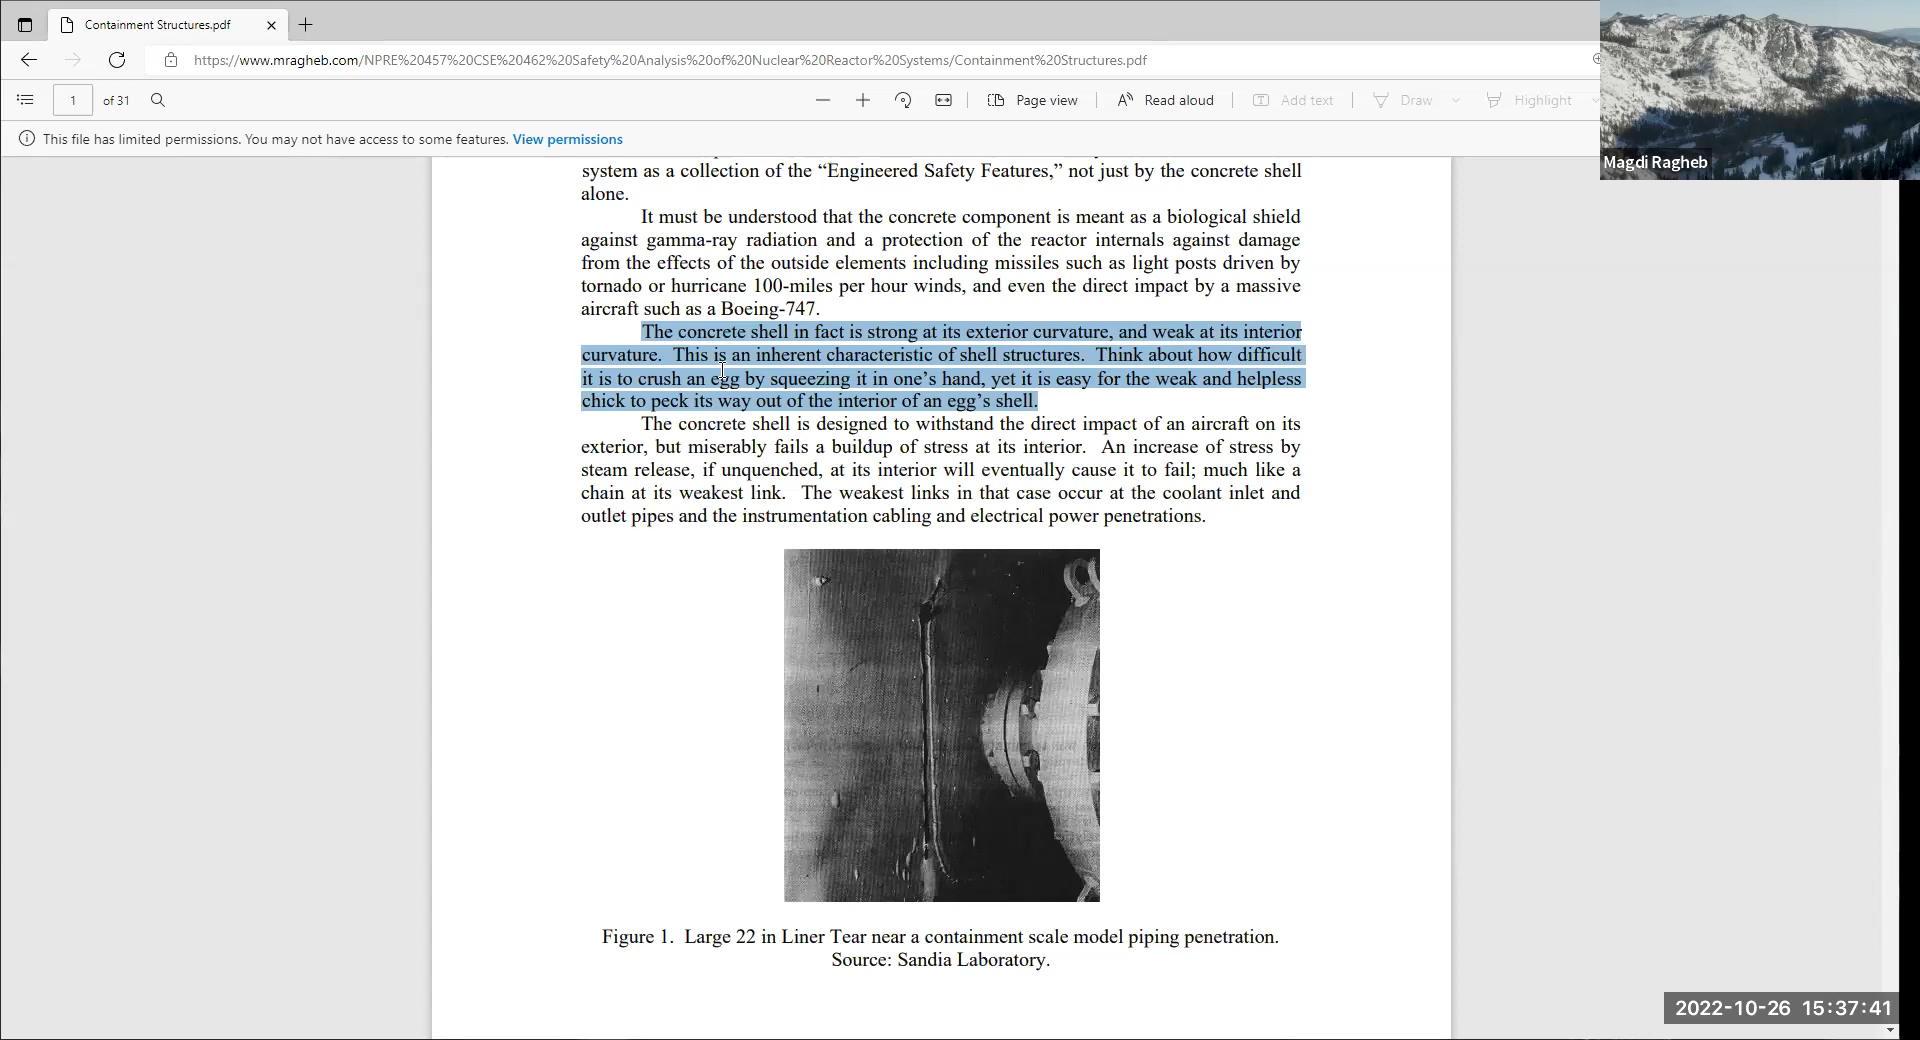 Containment Structures.pdf
https://www.mragheb.com/NPRE%20457%20CSE%20462%20Safety%20Analysis%20of%20Nuclear%20Reactor%20Systems/Containment%20Structures.pdf
1 of 31 Page view Read aloud Add text Draw Highlight
This file has limited permissions. You may not have access to some features. View permissions
Magdi Ragheb
system as a collection of the “Engineered Safety Features,” not just by the concrete shell
alone.
It must be understood that the concrete component is meant as a biological shield
against gamma-ray radiation and a protection of the reactor internals against damage
from the effects of the outside elements including missiles such as light posts driven by
tornado or hurricane 100-miles per hour winds, and even the direct impact by a massive
aircraft such as a Boeing-747.
The concrete shell in fact is strong at its exterior curvature, and weak at its interior
curvature. This is an inherent characteristic of shell structures. Think about how difficult
it is to crush an egg by squeezing it in one’s hand, yet it is easy for the weak and helpless
chick to peck its way out of the interior of an egg’s shell.
The concrete shell is designed to withstand the direct impact of an aircraft on its
exterior, but miserably fails a buildup of stress at its interior. An increase of stress by
steam release, if unquenched, at its interior will eventually cause it to fail; much like a
chain at its weakest link. The weakest links in that case occur at the coolant inlet and
outlet pipes and the instrumentation cabling and electrical power penetrations.
Figure 1. Large 22 in Liner Tear near a containment scale model piping penetration.
Source: Sandia Laboratory.
2022-10-26 15:37:41